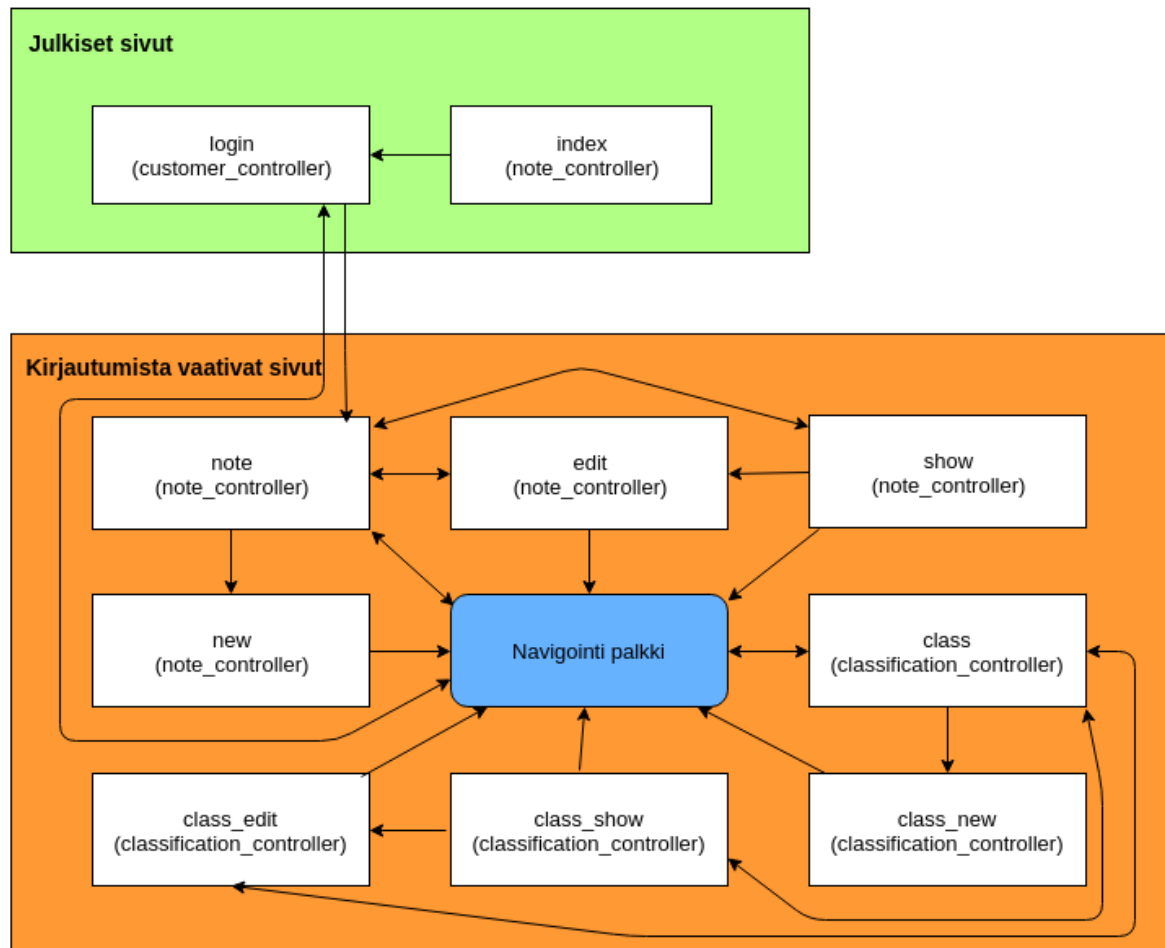 Julkiset sivut
login
(customer_controller)
index
(note_controller)
Kirjautumista vaativat sivut
note
(note_controller)
edit
(note_controller)
show
(note_controller)
new
(note_controller)
Navigointi palkki
class
(classification_controller)
class_edit
(classification_controller)
class_show
(classification_controller)
class_new
(classification_controller)